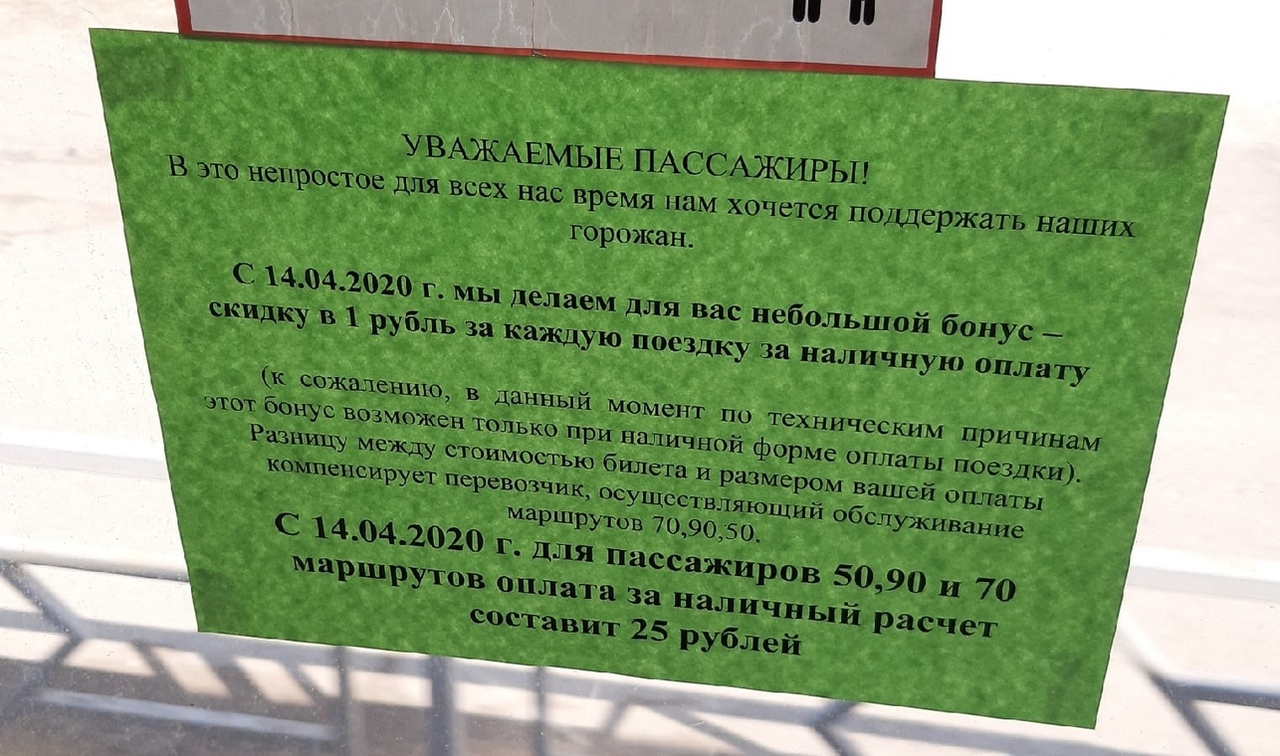 УВАЖАЕМЫЕ ПАССАЖИРЫ!
В это непростое для всех нас время нам хочется поддержать наших
горожан.
С 14.04.2020 г. мы делаем для вас небольшой бонус –
скидку в 1 рубль за каждую поездку за наличную оплату
(к сожалению, в данный момент по техническим причинам
этот бонус возможен только при наличной форме оплаты поездки).
Разницу между стоимостью билета и размером вашей оплаты
компенсирует перевозчик, осуществляющий обслуживание
маршрутов 70,90,50.
С 14.04.2020 г. для пассажиров 50,90 и 70
маршрутов оплата за наличный расчет
составит 25 рублей